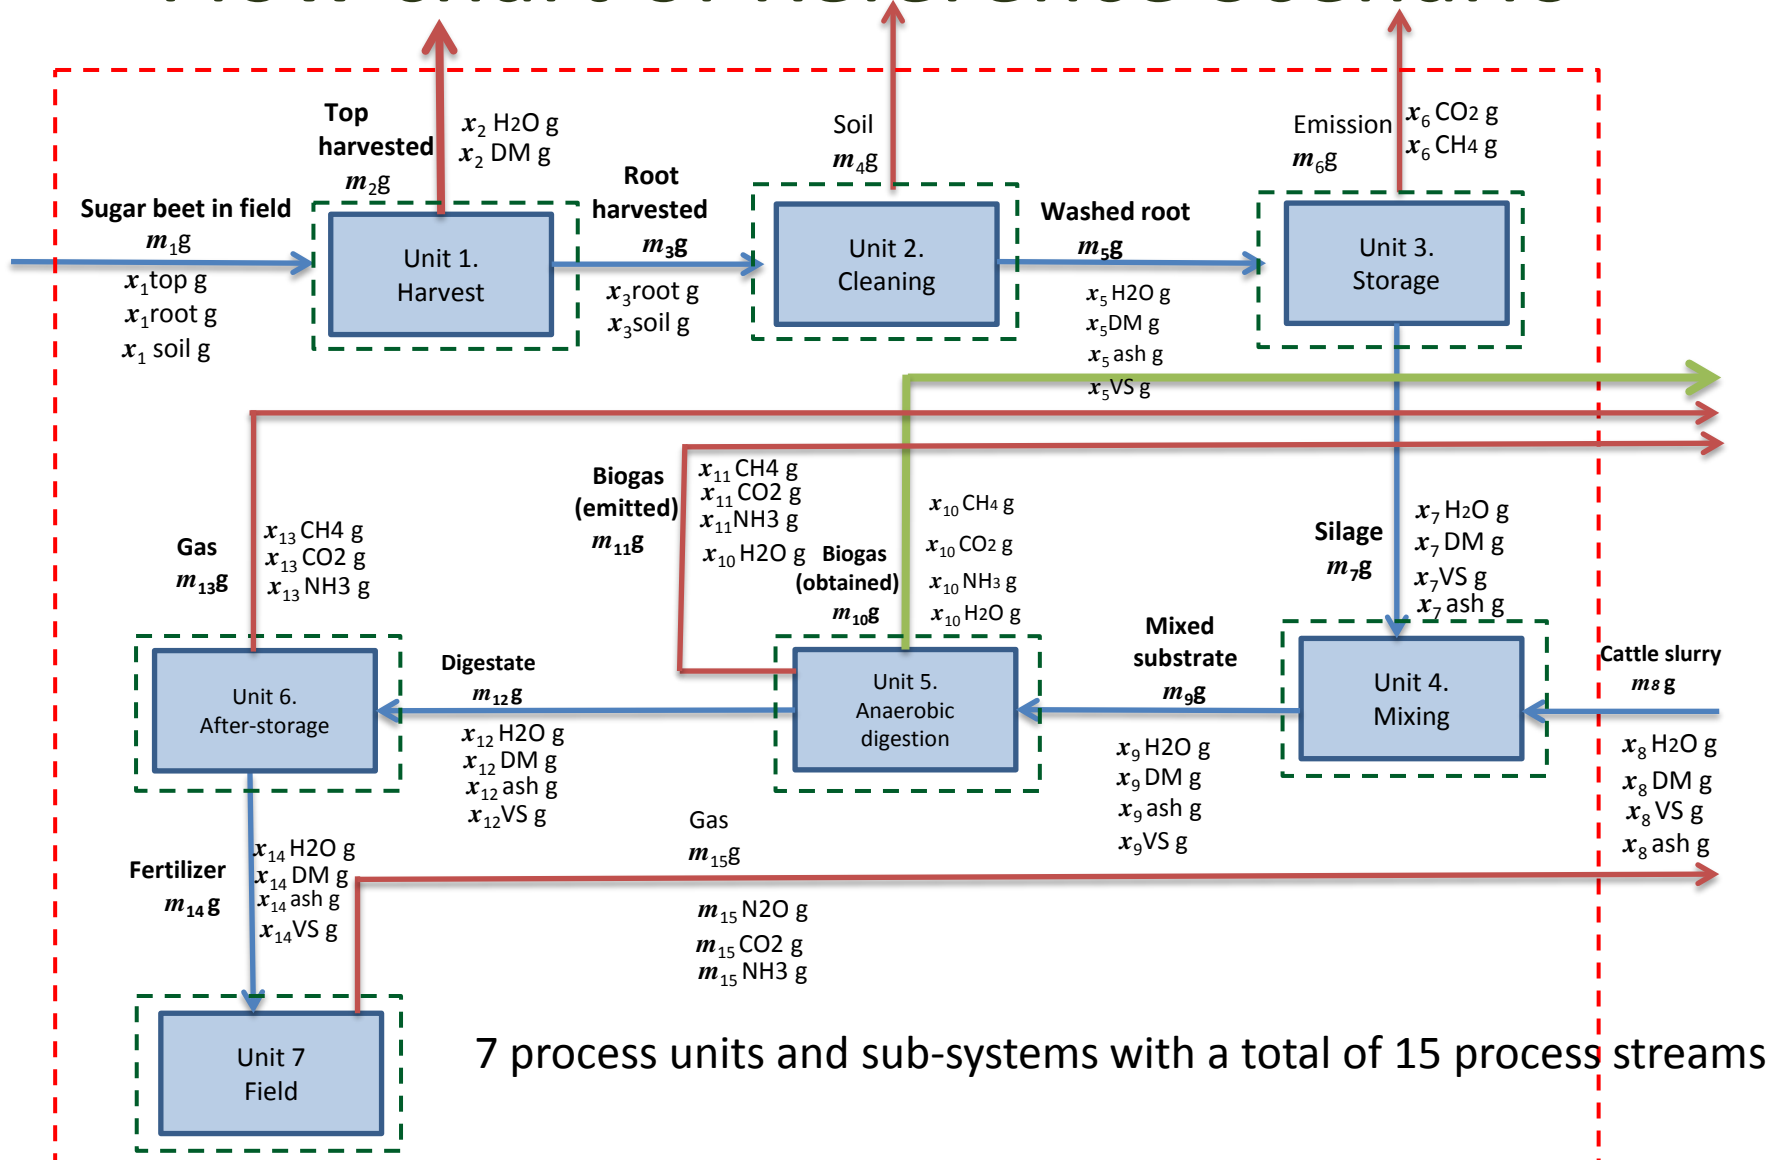 Flow chart of Reference Scenario
Top
harvested
m2g
x2 H2O g
x2 DM g
Soil
m4g
Emission
m6g
x6 CO2 g
x6 CH4 g
Sugar beet in field
m1g
x1top g
x1root g
x1 soil g
Unit 1.
Harvest
Root
harvested
m3g
x3root g
x3soil g
Unit 2.
Cleaning
Washed root
m5g
x5 H2O g
x5DM g
x5 ash g
x5VS g
Unit 3.
Storage
Gas
m13g
x13 CH4 g
x13 CO2 g
x13 NH3 g
Biogas
(emitted)
m11g
x11 CH4 g
x11 CO2 g
x11NH3 g
x10 H2O g
Biogas
(obtained)
m10g
x10 CH4 g
x10 CO2 g
x10 NH3 g
x10 H2O g
Silage
m7g
x7 H2O g
x7 DM g
x7VS g
x7 ash g
Unit 6.
After-storage
Digestate
m12g
x12 H2O g
x12 DM g
x12 ash g
x12VS g
Unit 5.
Anaerobic
digestion
Mixed
substrate
m9g
x9 H2O g
x9 DM g
x9 ash g
x9VS g
Unit 4.
Mixing
Cattle slurry
m8 g
x8 H2O g
x8 DM g
x8 VS g
x8 ash g
Fertilizer
m14 g
x14 H2O g
x14 DM g
x14 ash g
x14VS g
Gas
m15g
m15 N2O g
m15 CO2 g
m15 NH3 g
Unit 7
Field
7 process units and sub-systems with a total of 15 process streams